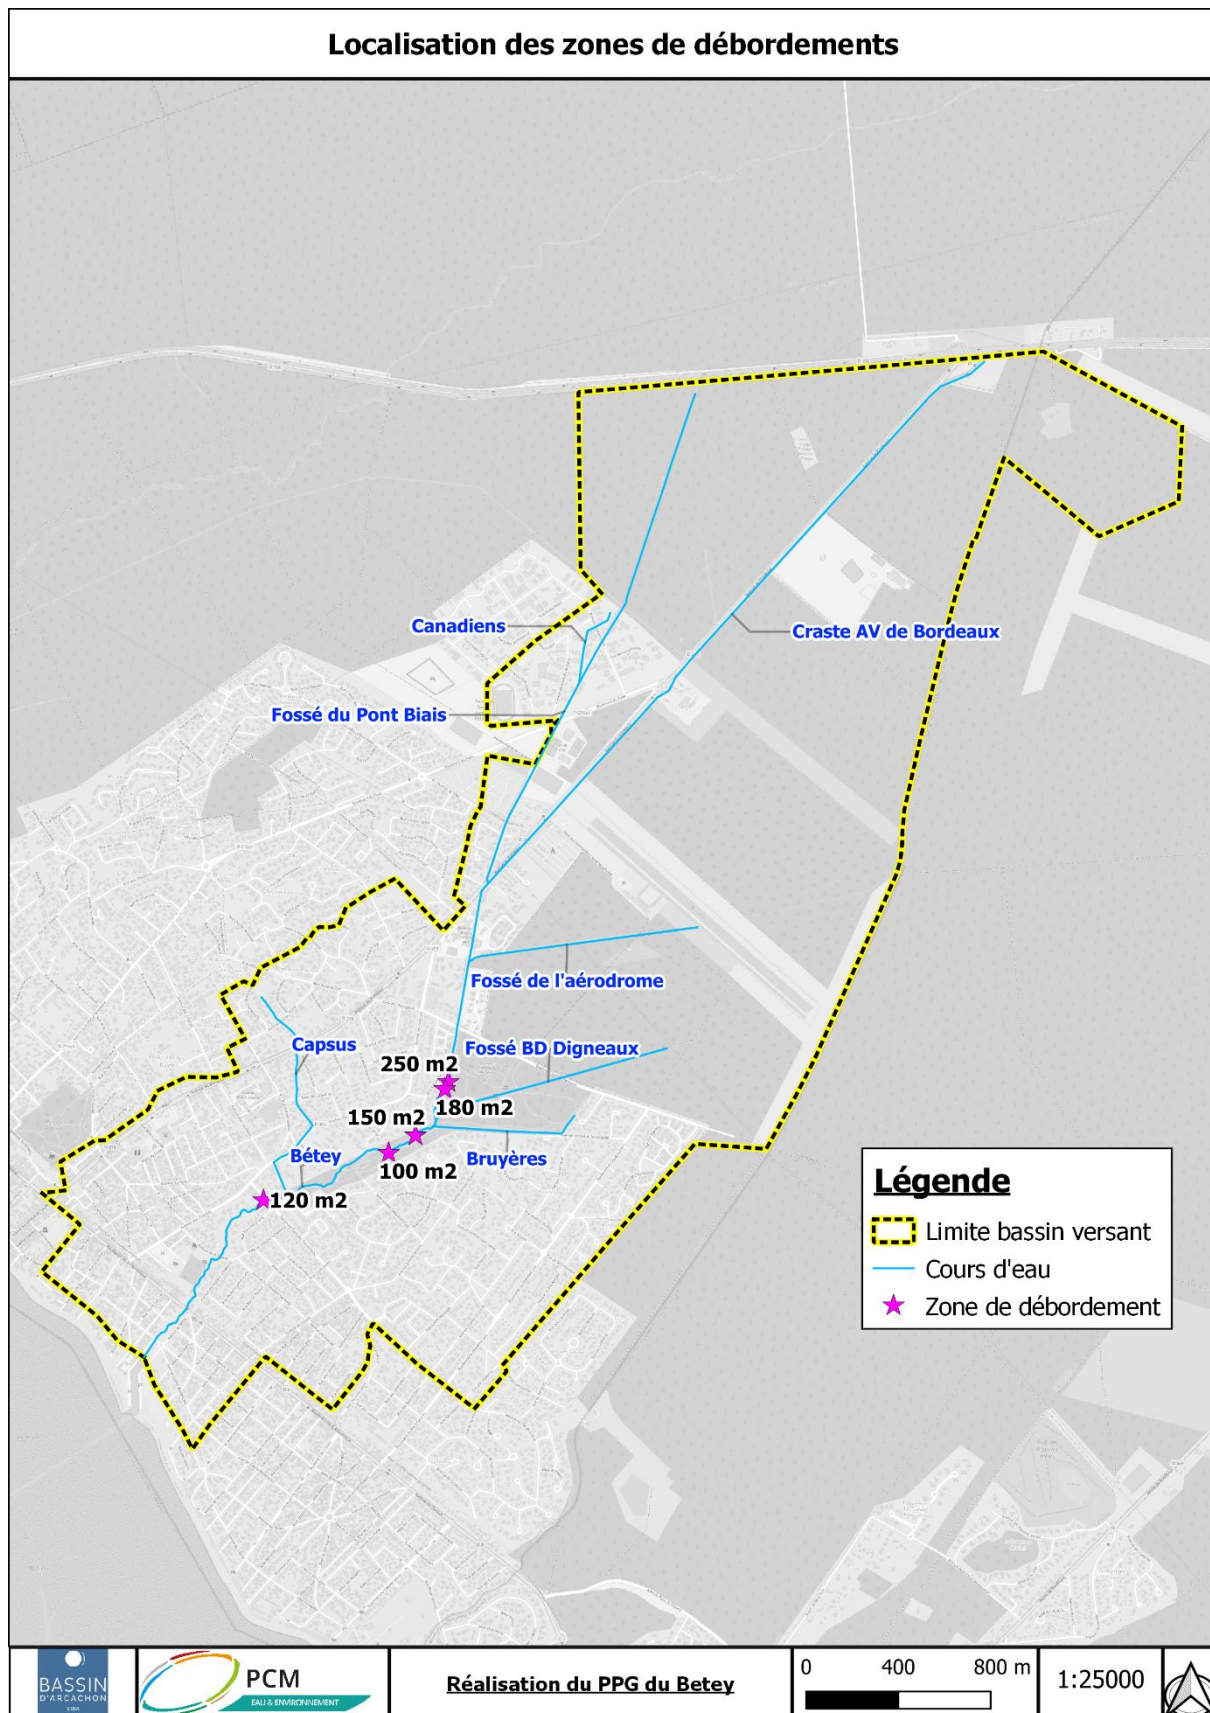 Localisation des zones de débordements
Canadiens
Craste AV de Bordeaux
Fossé du Pont Biais
Fossé de l'aérodrome
Capsus
Fossé BD Digneaux
250 m2
180 m2
150 m2
Bétey
Bruyères
100 m2
120 m2
Légende
Limite bassin versant
Cours d'eau
Zone de débordement
BASSIN
D'ARCACHON
SIBA
PCM
EAU & ENVIRONNEMENT
Réalisation du PPG du Betey
0 400 800 m
1:25000